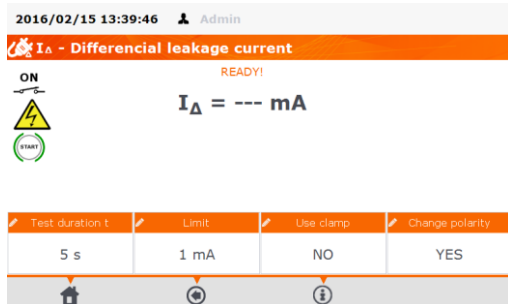 2016/02/15 13:39:46 Admin
IΔ - Differencial leakage current
READY!
ON
IΔ = --- mA
START
Test duration t Limit Use clamp Change polarity
5 s 1 mA NO YES